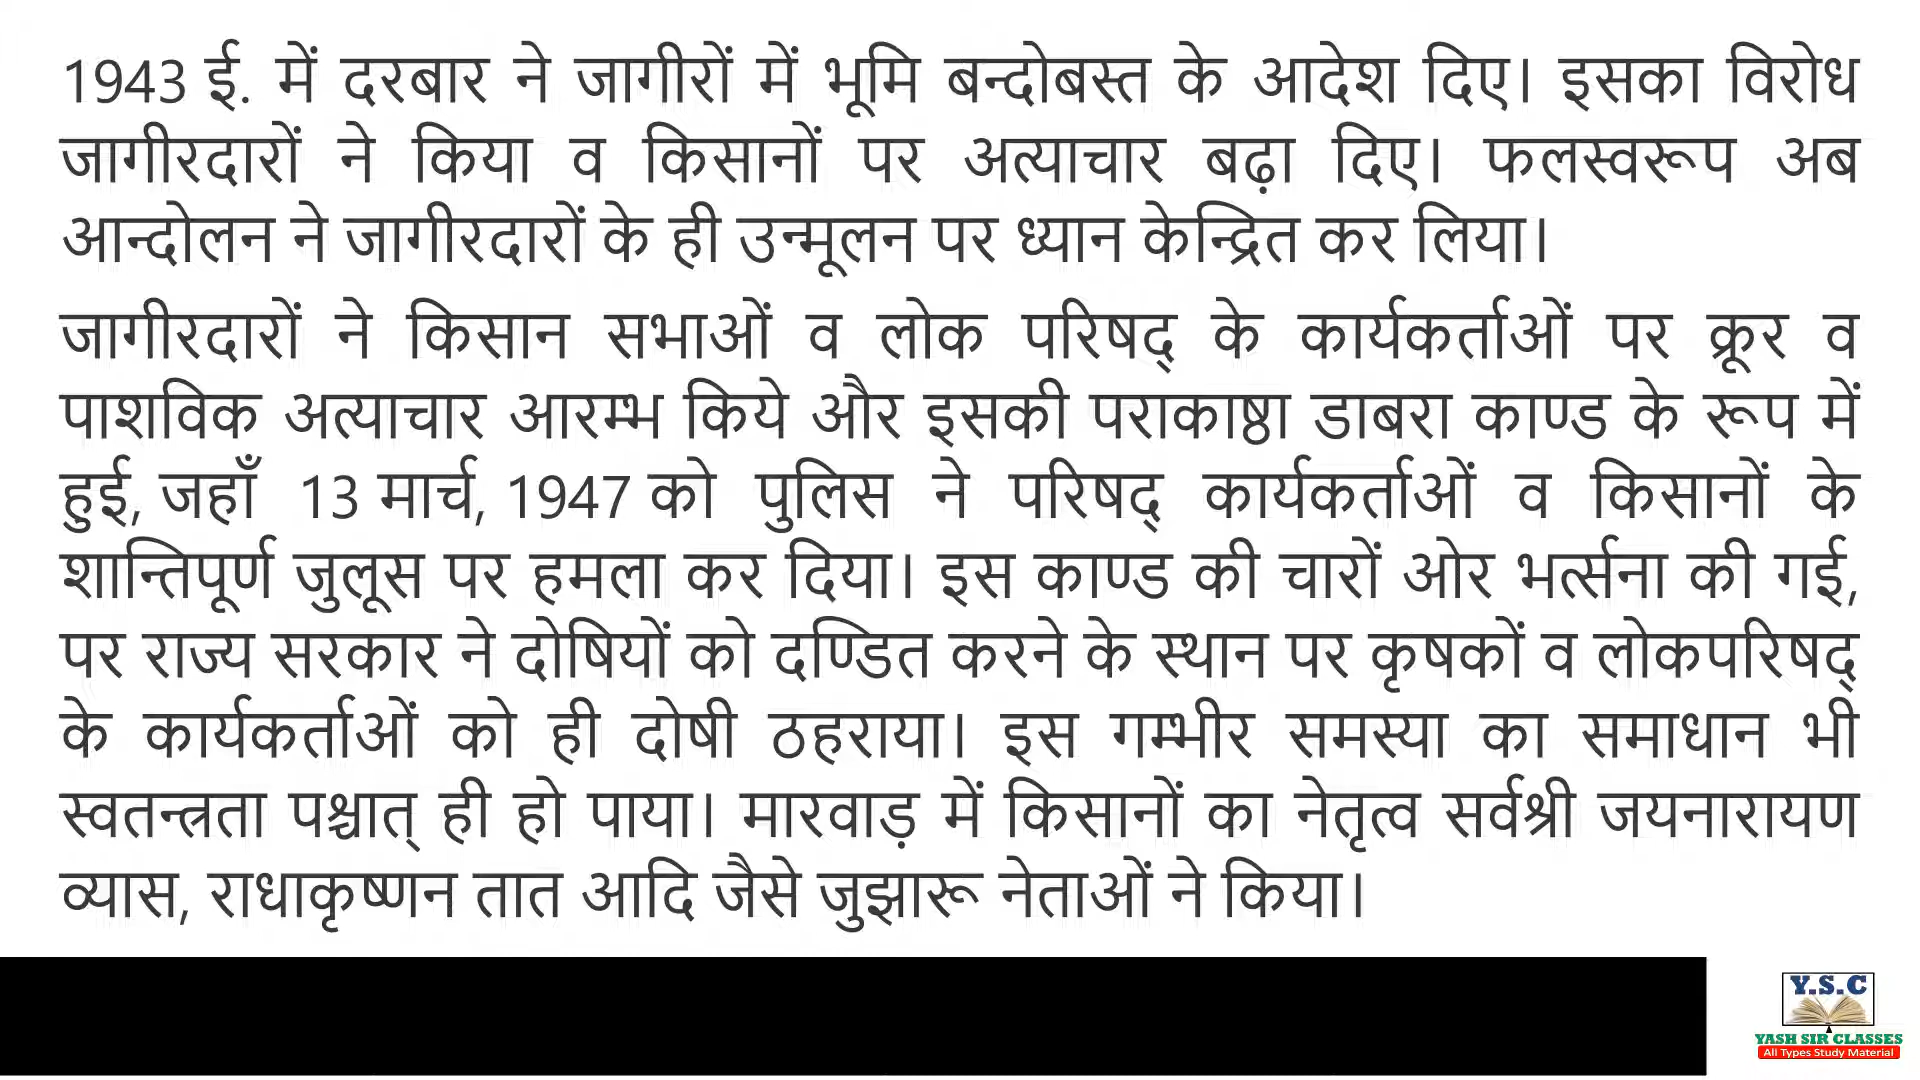 1943 ई. में दरबार ने जागीरों में भूमि बन्दोबस्त के आदेश दिए। इसका विरोध
जागीरदारों ने किया व किसानों पर अत्याचार बढ़ा दिए। फलस्वरूप अब
आन्दोलन ने जागीरदारों के ही उन्मूलन पर ध्यान केन्द्रित कर लिया।
जागीरदारों ने किसान सभाओं व लोक परिषद् के कार्यकर्ताओं पर क्रूर व
पाशविक अत्याचार आरम्भ किये और इसकी पराकाष्ठा डाबरा काण्ड के रूप में
हुई, जहाँ 13 मार्च, 1947 को पुलिस ने परिषद् कार्यकर्ताओं व किसानों के
शान्तिपूर्ण जुलूस पर हमला कर दिया। इस काण्ड की चारों ओर भर्त्सना की गई,
पर राज्य सरकार ने दोषियों को दण्डित करने के स्थान पर कृषकों व लोकपरिषद्
के कार्यकर्ताओं को ही दोषी ठहराया। इस गम्भीर समस्या का समाधान भी
स्वतन्त्रता पश्चात् ही हो पाया। मारवाड़ में किसानों का नेतृत्व सर्वश्री जयनारायण
व्यास, राधाकृष्णन तात आदि जैसे जुझारू नेताओं ने किया।
Y.S.C
YASH SIR CLASSES
All Types Study Material